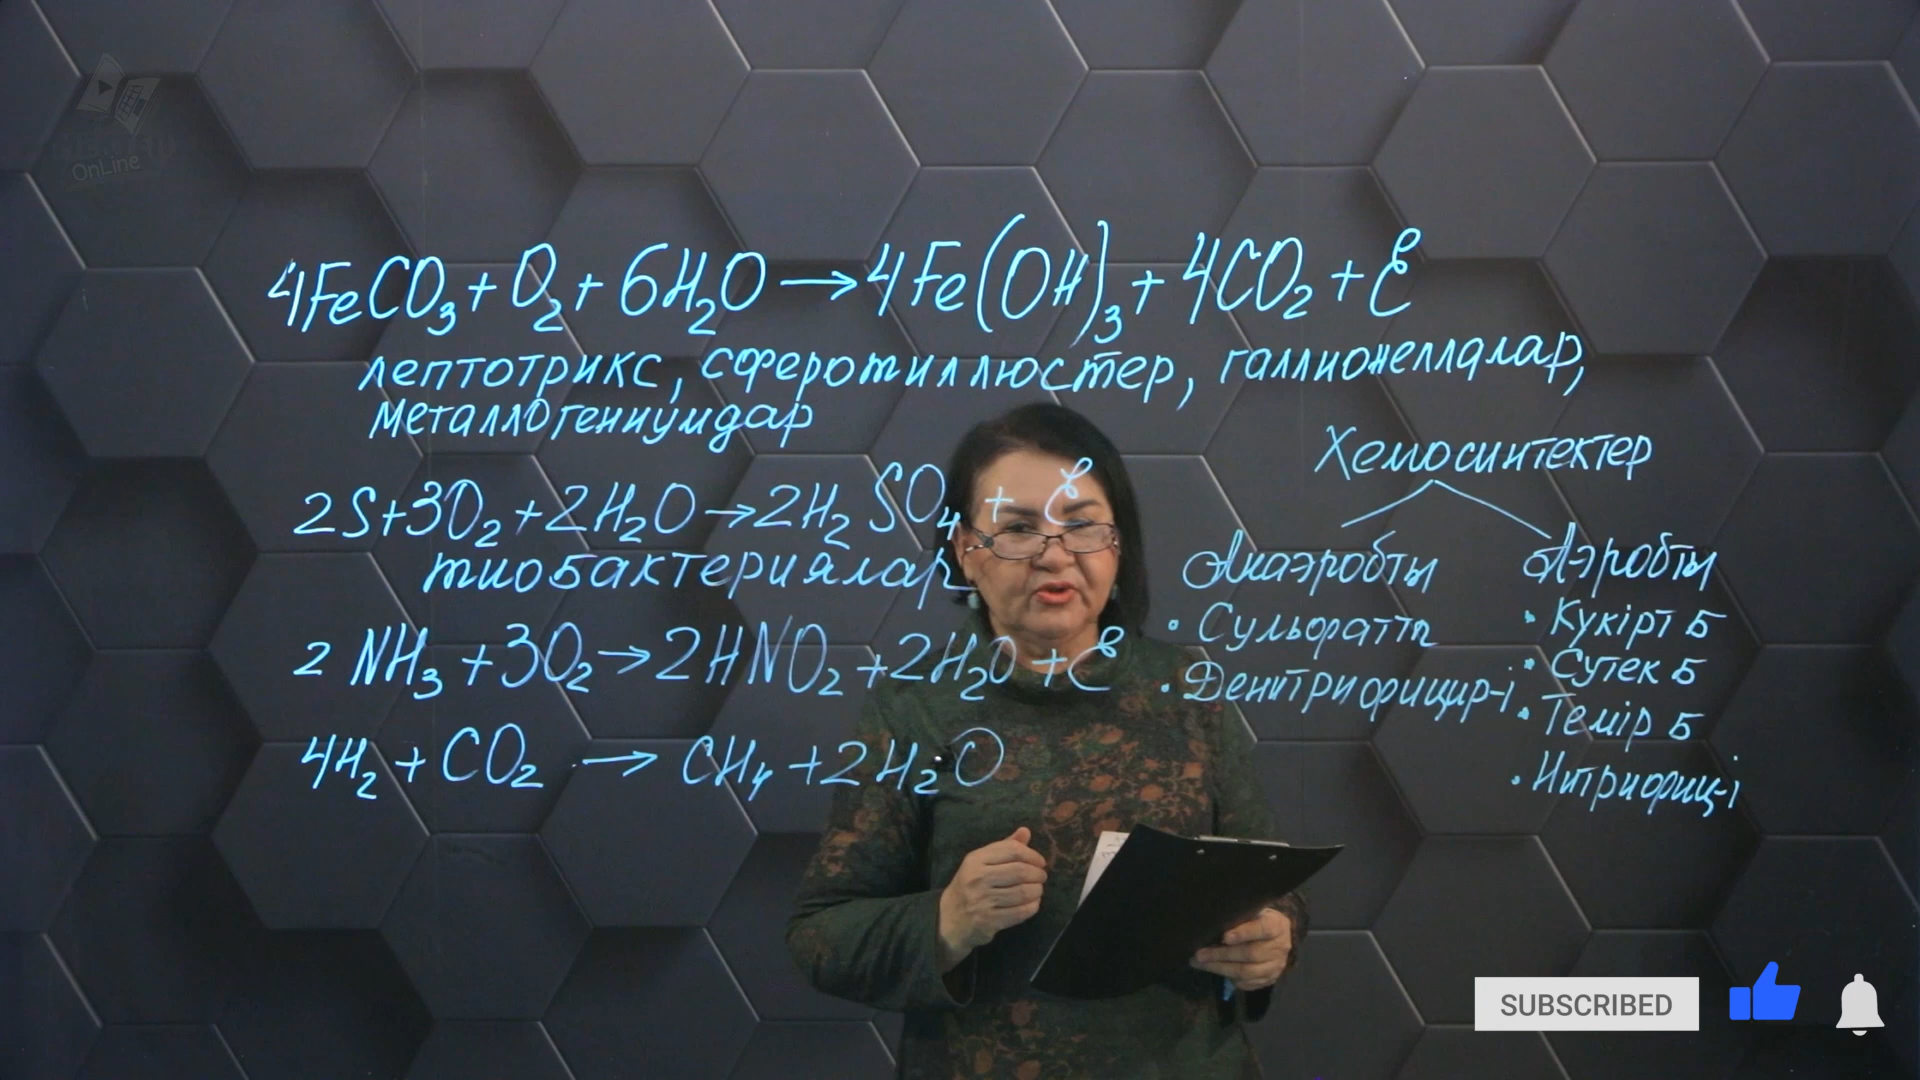 OnLine
4FeCO₃ + O₂ + 6H₂O → 4Fe(OH)₃ + 4CO₂ + E
лептотрикс, сферотиллюстер, галлионеллалар,
металлогениумдар
2S + 3O₂ + 2H₂O → 2H₂SO₄ + E
тиобактериялар
2NH₃ + 3O₂ → 2HNO₂ + 2H₂O + E
4H₂ + CO₂ → CH₄ + 2H₂O
Хемосинтектер
Анаэробты
• Сульфатты
• Денитрифицир-і
Аэробты
• Кукірт Б
• Сутек Б
• Темір Б
• Нитрифиц-і
SUBSCRIBED